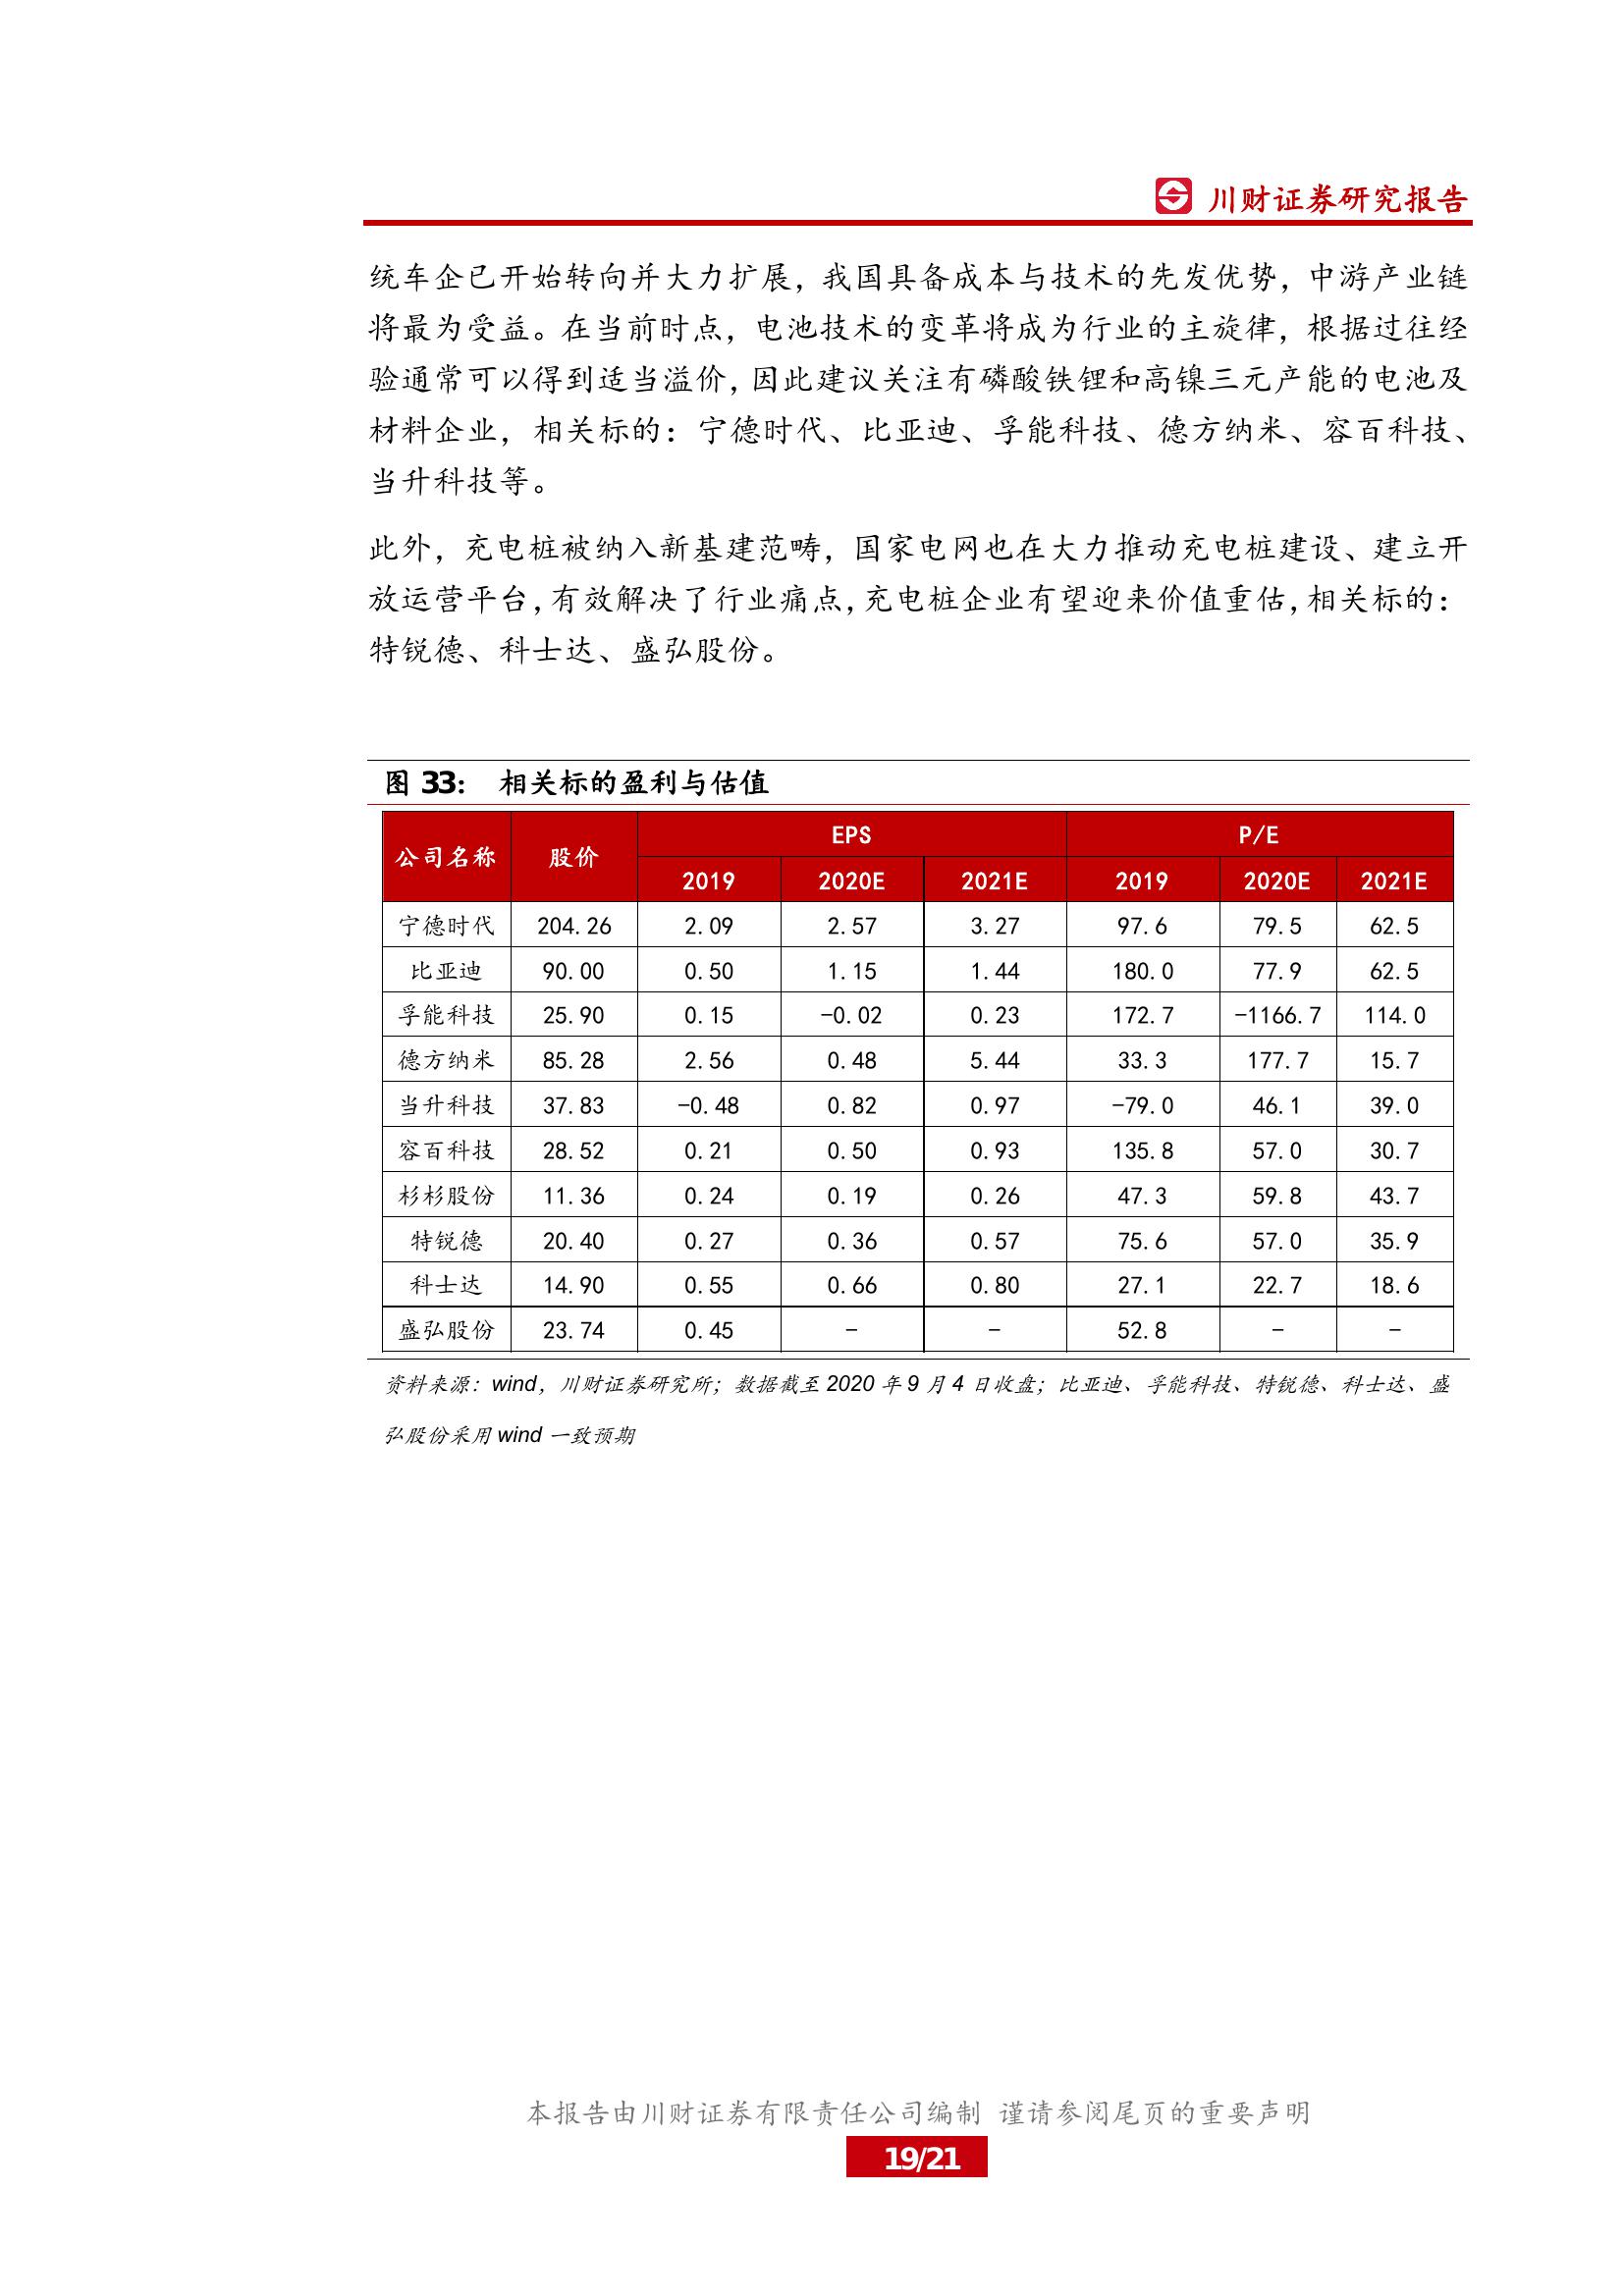 川财证券研究报告
统车企已开始转向并大力扩展，我国具备成本与技术的先发优势，中游产业链
将最为受益。在当前时点，电池技术的变革将成为行业的主旋律，根据过往经
验通常可以得到适当溢价，因此建议关注有磷酸铁锂和高镍三元产能的电池及
材料企业，相关标的：宁德时代、比亚迪、孚能科技、德方纳米、容百科技、
当升科技等。
此外，充电桩被纳入新基建范畴，国家电网也在大力推动充电桩建设、建立开
放运营平台，有效解决了行业痛点，充电桩企业有望迎来价值重估，相关标的：
特锐德、科士达、盛弘股份。
图 33： 相关标的盈利与估值
公司名称 股价 EPS P/E
2019 2020E 2021E 2019 2020E 2021E
宁德时代 204.26 2.09 2.57 3.27 97.6 79.5 62.5
比亚迪 90.00 0.50 1.15 1.44 180.0 77.9 62.5
孚能科技 25.90 0.15 -0.02 0.23 172.7 -1166.7 114.0
德方纳米 85.28 2.56 0.48 5.44 33.3 177.7 15.7
当升科技 37.83 -0.48 0.82 0.97 -79.0 46.1 39.0
容百科技 28.52 0.21 0.50 0.93 135.8 57.0 30.7
杉杉股份 11.36 0.24 0.19 0.26 47.3 59.8 43.7
特锐德 20.40 0.27 0.36 0.57 75.6 57.0 35.9
科士达 14.90 0.55 0.66 0.80 27.1 22.7 18.6
盛弘股份 23.74 0.45 - - 52.8 - -
资料来源：wind，川财证券研究所；数据截至 2020 年 9 月 4 日收盘；比亚迪、孚能科技、特锐德、科士达、盛
弘股份采用 wind 一致预期
本报告由川财证券有限责任公司编制 谨请参阅尾页的重要声明
19/21